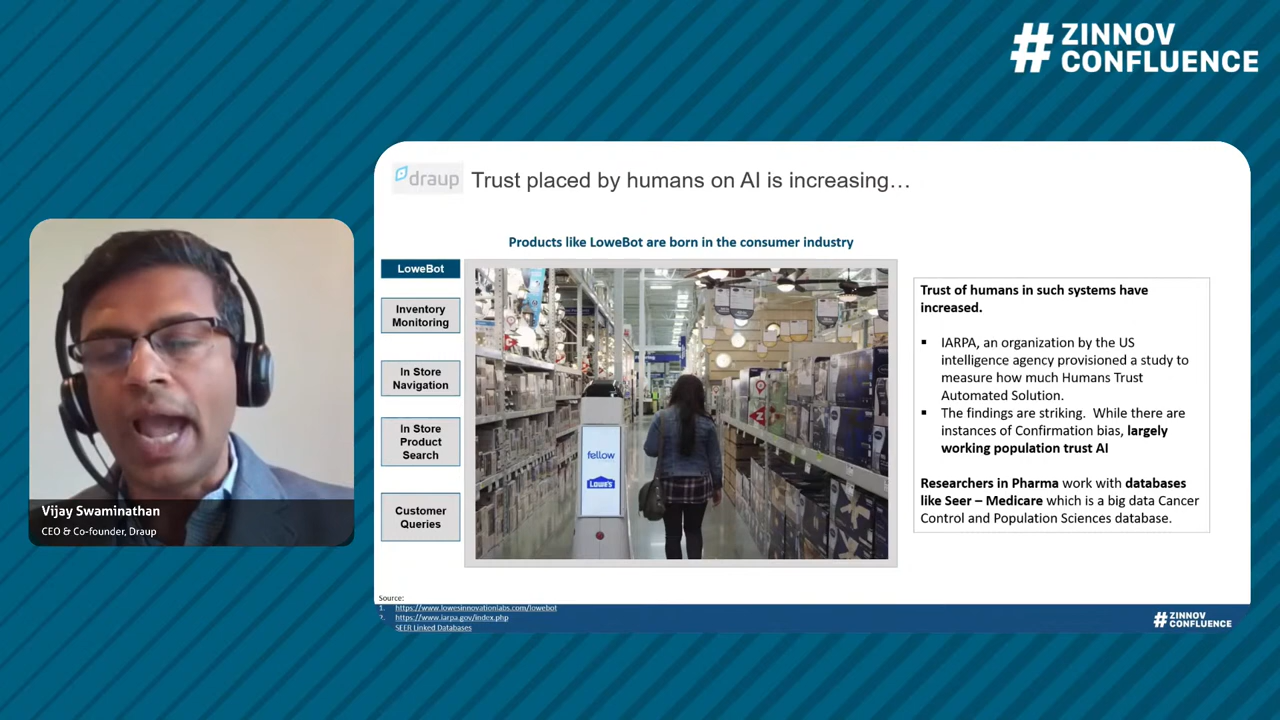 # ZINNOV
CONFLUENCE
draup
Trust placed by humans on AI is increasing…
Products like LoweBot are born in the consumer industry
LoweBot
Inventory
Monitoring
In Store
Navigation
In Store
Product
Search
Customer
Queries
fellow
LOWE'S
Trust of humans in such systems have
increased.
▪ IARPA, an organization by the US
intelligence agency provisioned a study to
measure how much Humans Trust
Automated Solution.
▪ The findings are striking. While there are
instances of Confirmation bias, largely
working population trust AI
Researchers in Pharma work with databases
like Seer – Medicare which is a big data Cancer
Control and Population Sciences database.
Vijay Swaminathan
CEO & Co-founder, Draup
Source:
1. https://www.lowesinnovationlabs.com/lowebot
2. https://www.iarpa.gov/index.php
SEER Linked Databases
# ZINNOV
CONFLUENCE